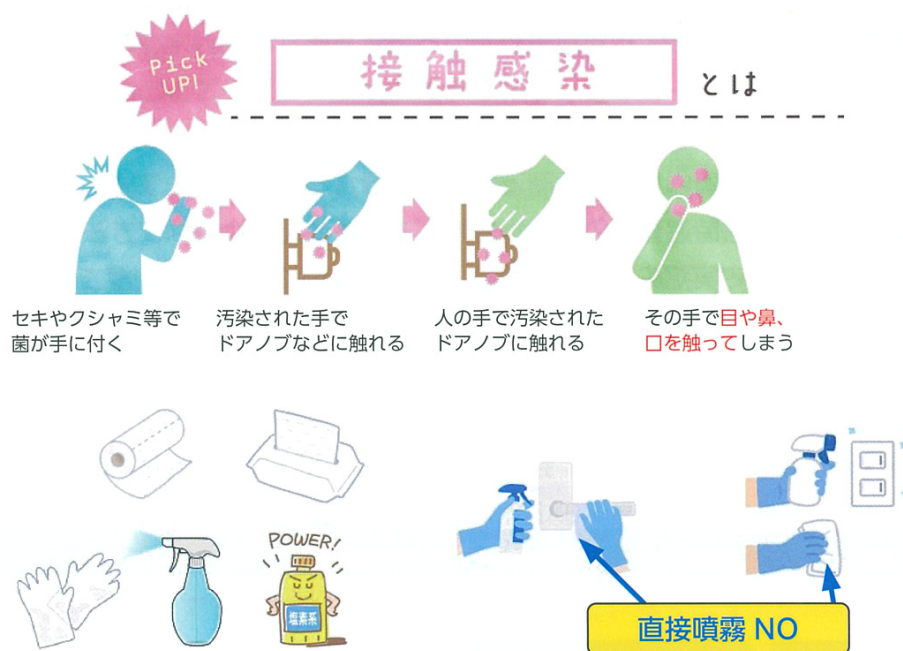 Pick
UP!
接触感染 とは
セキやクシャミ等で
菌が手に付く
汚染された手で
ドアノブなどに触れる
人の手で汚染された
ドアノブに触れる
その手で目や鼻、
口を触ってしまう
POWER!
塩素系
直接噴霧 NO